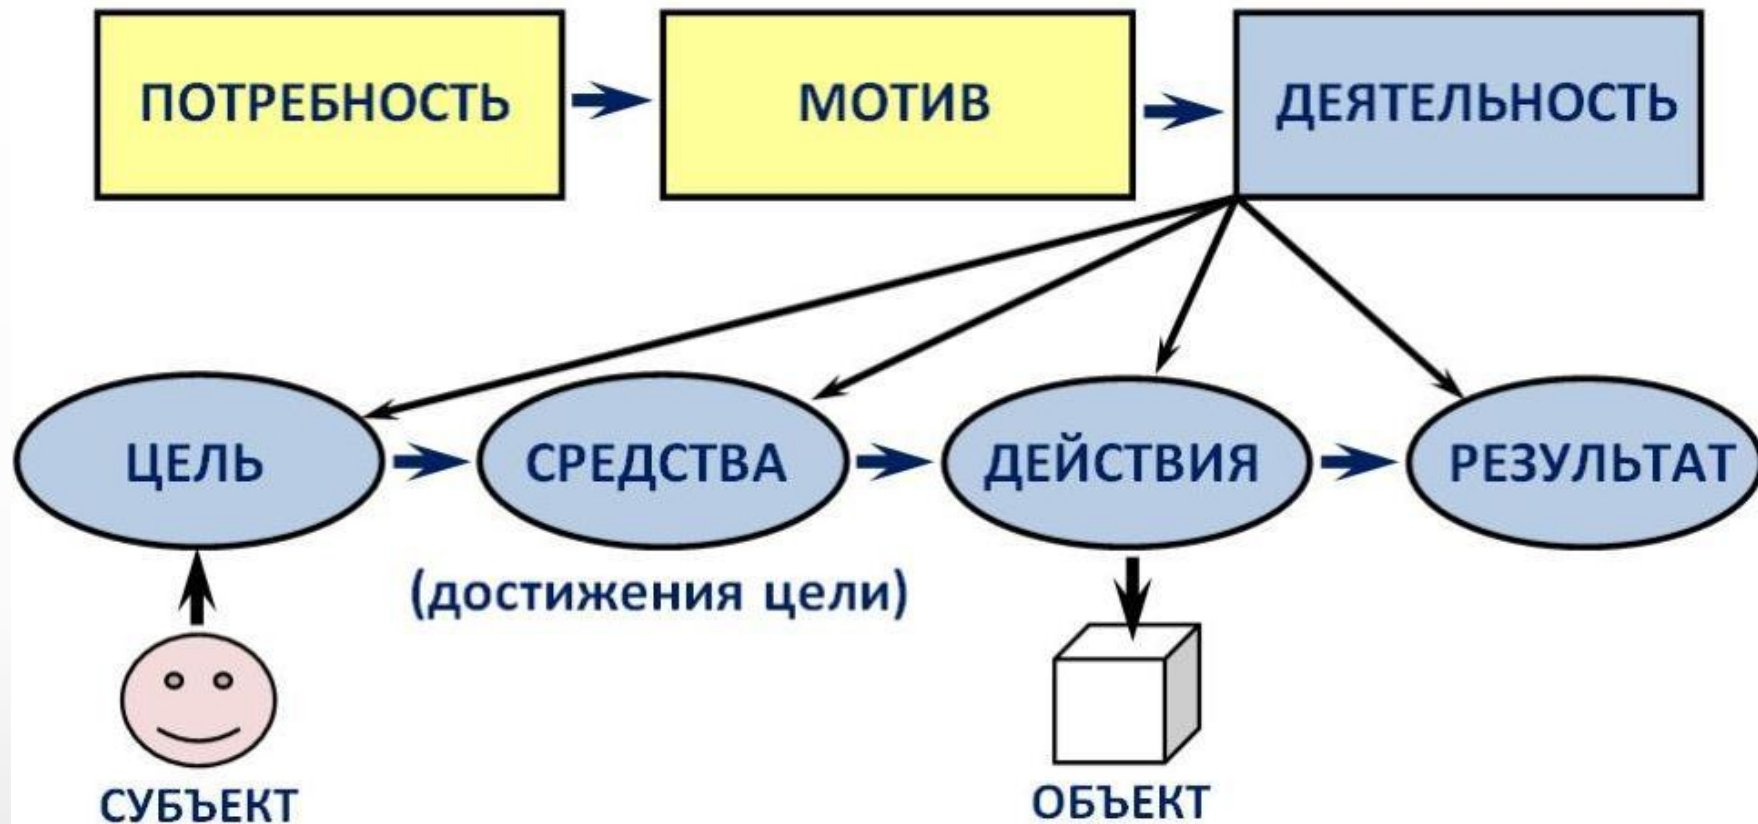 ПОТРЕБНОСТЬ
МОТИВ
ДЕЯТЕЛЬНОСТЬ
ЦЕЛЬ
СРЕДСТВА
ДЕЙСТВИЯ
РЕЗУЛЬТАТ
(достижения цели)
СУБЪЕКТ
ОБЪЕКТ